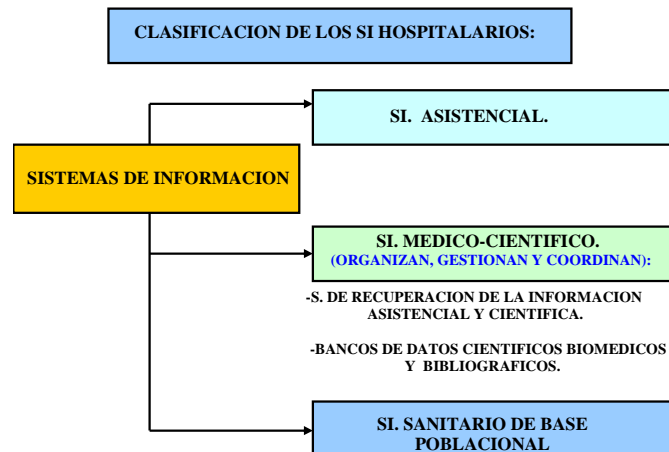 CLASIFICACION DE LOS SI HOSPITALARIOS:
SI. ASISTENCIAL.
SISTEMAS DE INFORMACION
SI. MEDICO-CIENTIFICO.
(ORGANIZAN, GESTIONAN Y COORDINAN):
-S. DE RECUPERACION DE LA INFORMACION
ASISTENCIAL Y CIENTIFICA.
-BANCOS DE DATOS CIENTIFICOS BIOMEDICOS
Y BIBLIOGRAFICOS.
SI. SANITARIO DE BASE
POBLACIONAL